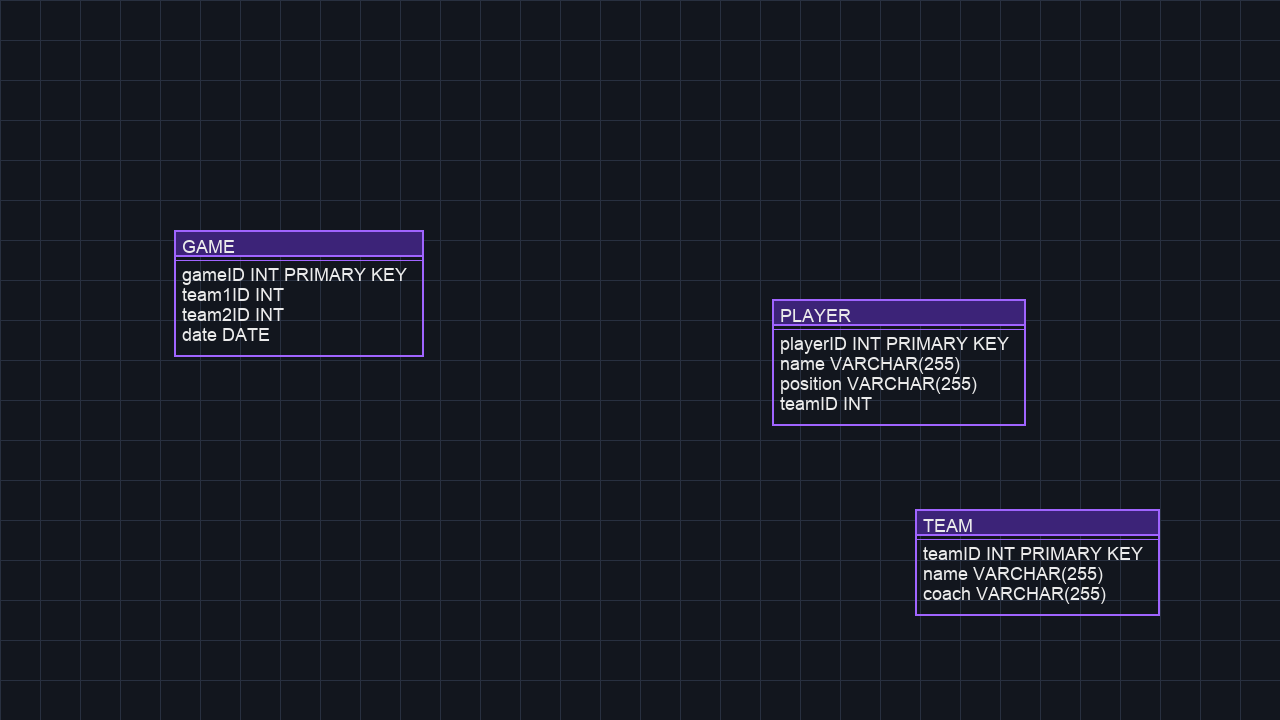 GAME
gameID INT PRIMARY KEY
team1ID INT
team2ID INT
date DATE
PLAYER
playerID INT PRIMARY KEY
name VARCHAR(255)
position VARCHAR(255)
teamID INT
TEAM
teamID INT PRIMARY KEY
name VARCHAR(255)
coach VARCHAR(255)